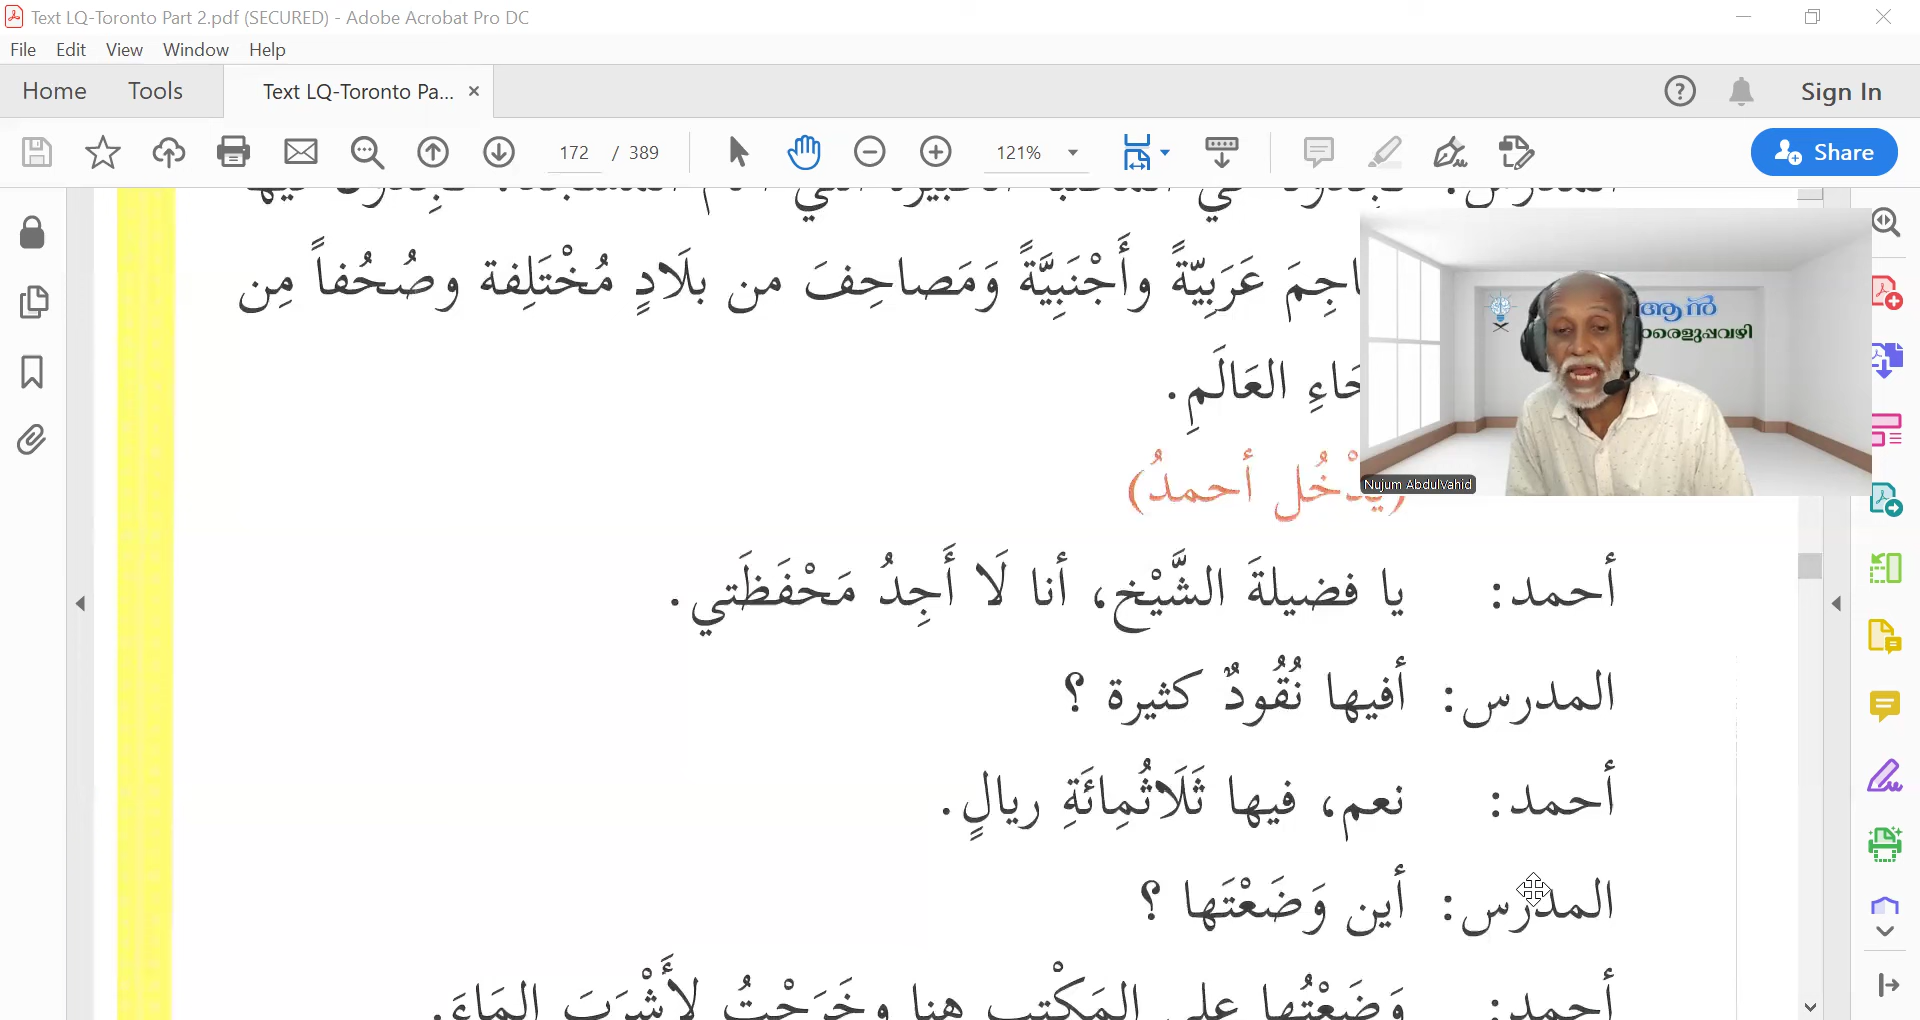 Text LQ-Toronto Part 2.pdf (SECURED) - Adobe Acrobat Pro DC
File Edit View Window Help
Home Tools Text LQ-Toronto Pa... × Sign In
172 / 389 121% Share
وأَجْنَبِيَّةً وَمَصاحِفَ من بلَادٍ مُخْتَلِفة وصُحُفاً مِن عَرَبِيّةً
العَالَمِ.
أحمدُ)
أحمد: يا فضيلةَ الشَّيْخ، أنا لَا أَجِدُ مَحْفَظَتي.
المدرس: أفيها نُقُودٌ كثيرة ؟
أحمد: نعم، فيها ثَلَاثُمِائَةِ ريالٍ.
المدرس: أين وَضَعْتَها ؟
أحمد: وَضَعْتُها على المَكْتب هنا وخَرَجْتُ لأَشْرَبَ المَاءَ.
Nujum AbdulVahid